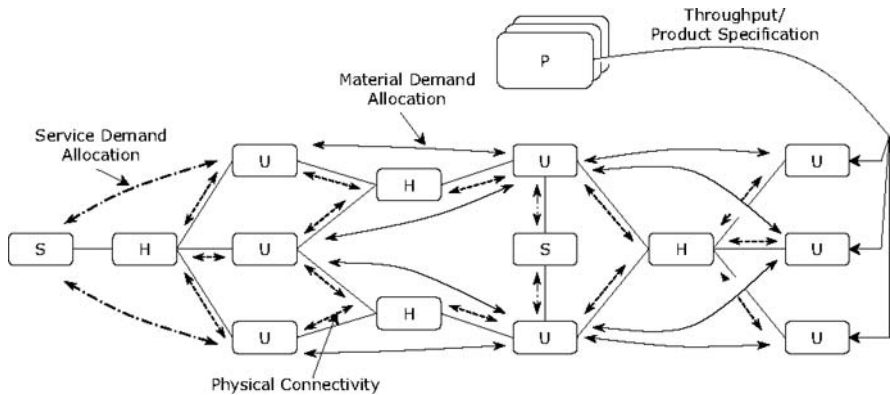 Throughput/
Product Specification
P
Material Demand
Allocation
Service Demand
Allocation
U
U
U
H
S
H
U
S
H
U
H
U
U
U
Physical Connectivity